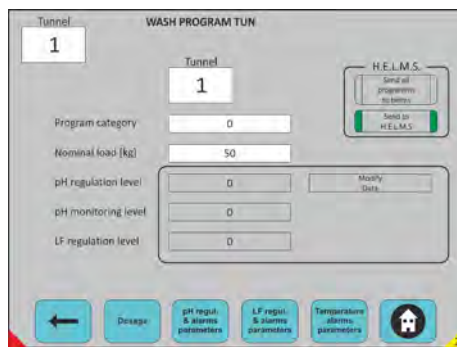 Tunnel
WASH PROGRAM TUN
1
Tunnel
1
H.E.L.M.S.
Send all
programs
to helms
Send to
H.E.L.M.S
Program category
0
Nominal load (kg)
50
pH regulation level
0
Modify
Data
pH monitoring level
0
LF regulation level
0
Dosage
pH regul.
& alarms
parameters
LF regul.
& alarms
parameters
Temperature
alarms
parameters